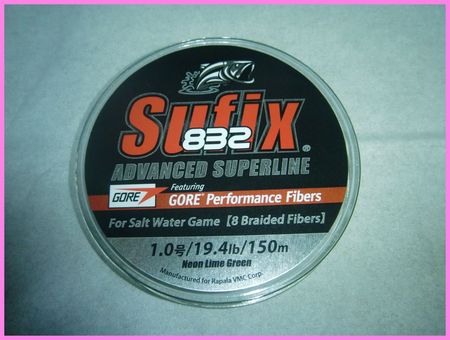 Sufix
832
®
ADVANCED SUPERLINE
GORE Featuring
GORE™ Performance Fibers
For Salt Water Game【8 Braided Fibers】
1.0号/19.4lb/150m
Neon Lime Green
Manufactured for Rapala VMC Corp.